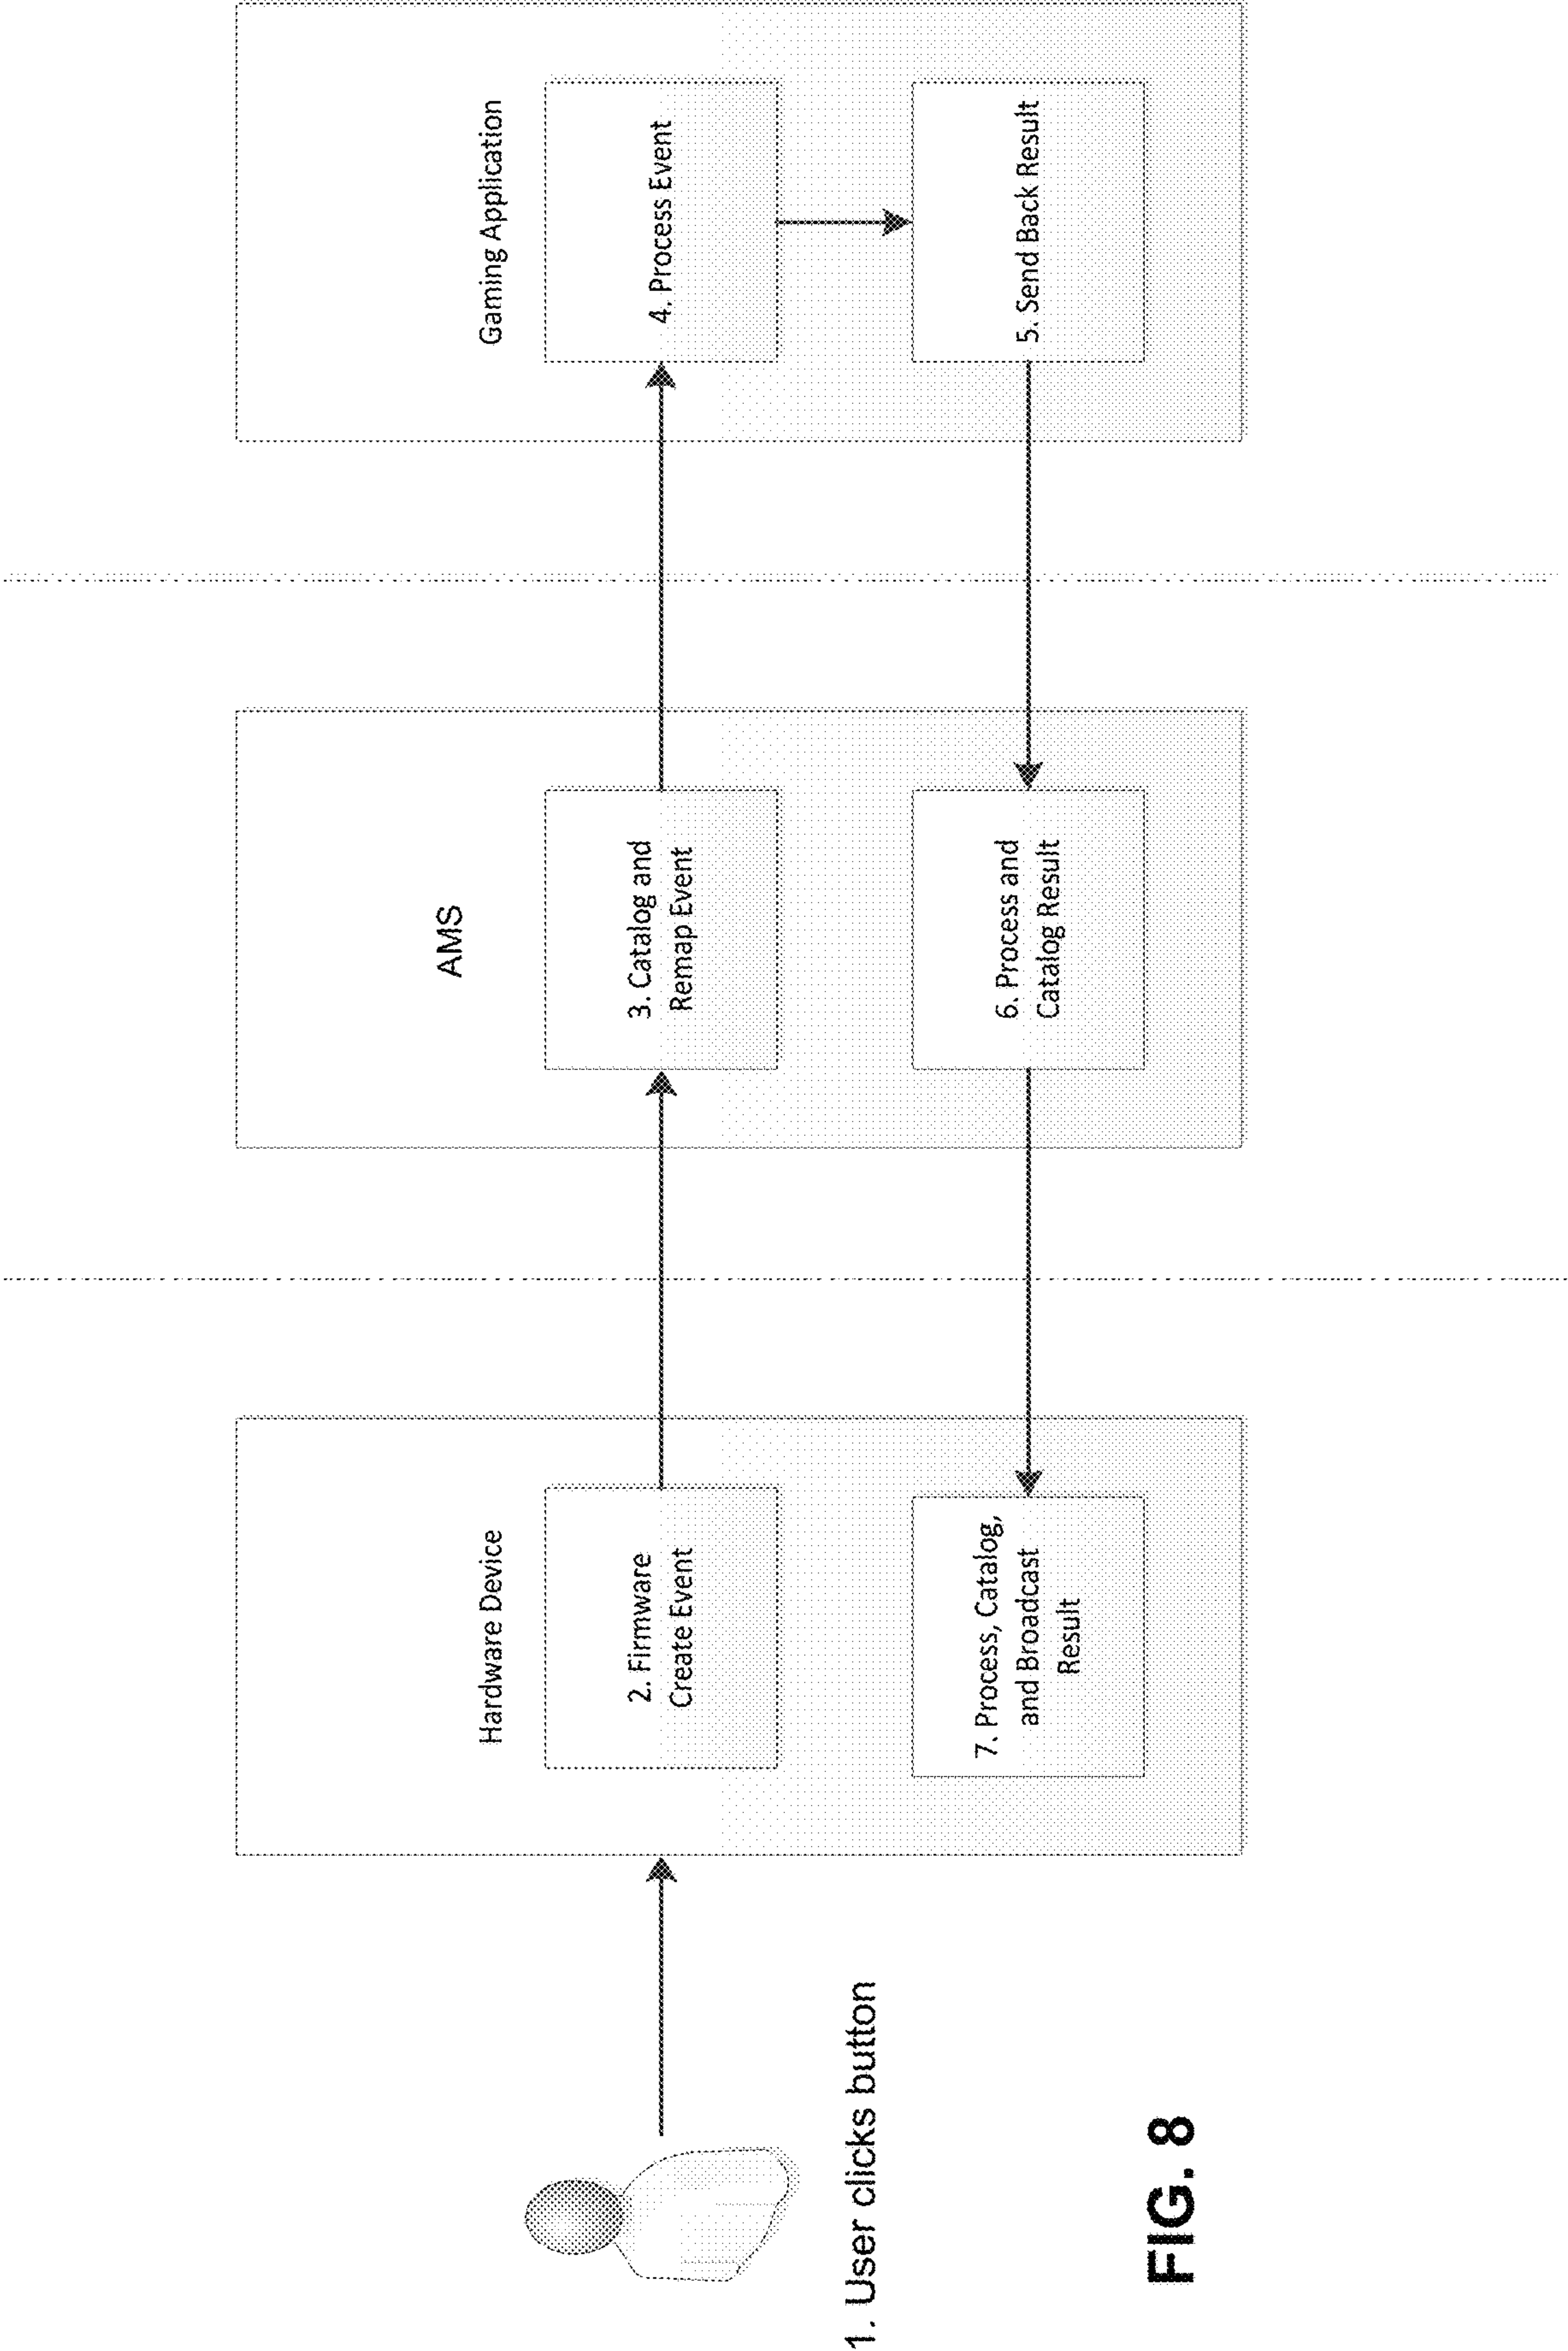 1. User clicks button
Hardware Device
2. Firmware
Create Event
7. Process, Catalog,
and Broadcast
Result
AMS
3. Catalog and
Remap Event
6. Process and
Catalog Result
Gaming Application
4. Process Event
5. Send Back Result
FIG. 8